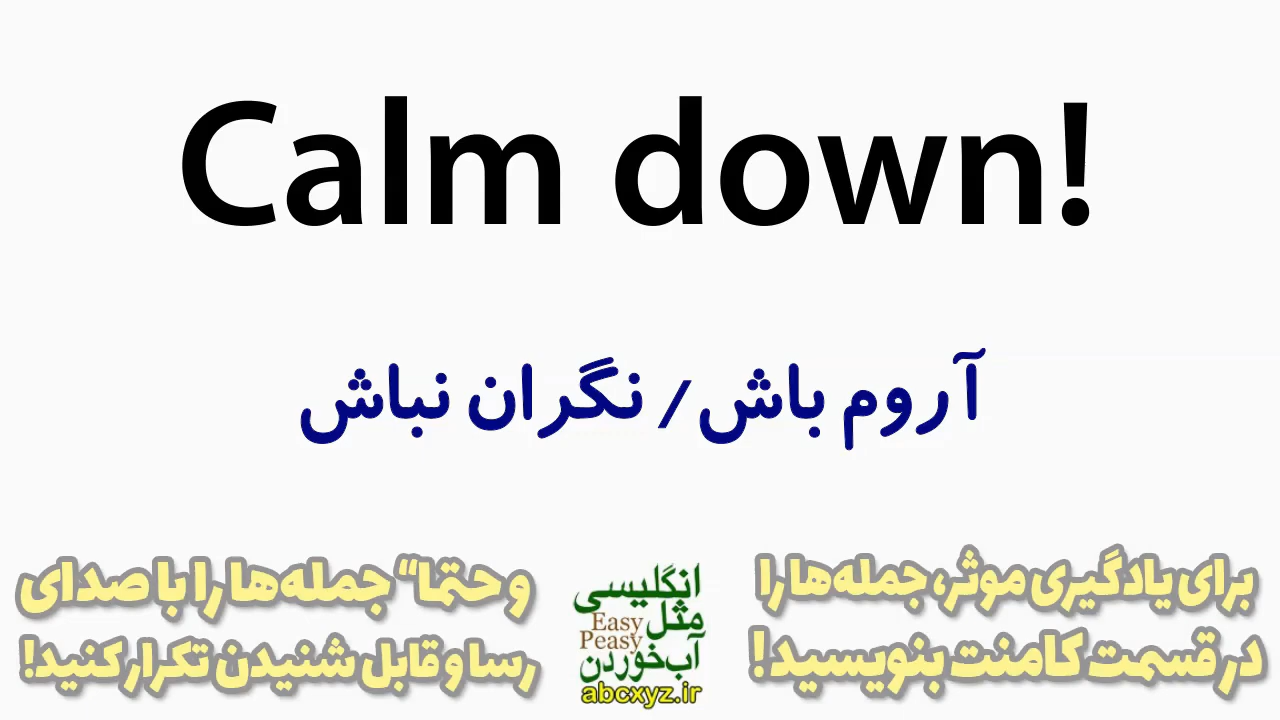 Calm down!
آروم باش/ نگران نباش
برای یادگیری موثر، جمله‌ها را
در قسمت کامنت بنویسید!
انگلیسی
مثل
Easy
Peasy
آب خوردن
abcxyz.ir
و حتما“ جمله‌ها را با صدای
رسا و قابل شنیدن تکرار کنید!